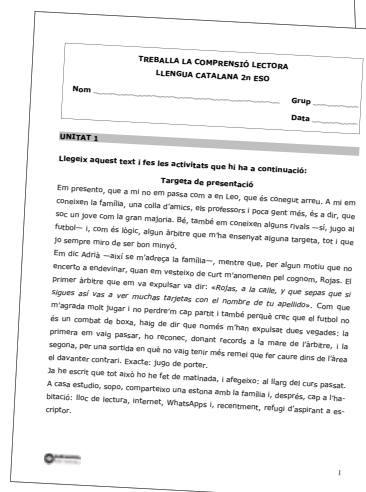 TREBALLA LA COMPRENSIÓ LECTORA
LLENGUA CATALANA 2n ESO
Nom
Grup
Data
UNITAT 1
Llegeix aquest text i fes les activitats que hi ha a continuació:
Targeta de presentació
Em presento, que a mi no em passa com a en Leo, que és conegut arreu. A mi em
coneixen la família, una colla d'amics, els professors i poca gent més, és a dir, que
soc un jove com la gran majoria. Bé, també em coneixen alguns rivals —sí, jugo al
futbol— i, com és lògic, algun àrbitre que m'ha ensenyat alguna targeta, tot i que
jo sempre miro de ser bon minyó.
Em dic Adrià —així se m'adreça la família—, mentre que, per algun motiu que no
encerto a endevinar, quan em vesteixo de curt m'anomenen pel cognom, Rojas. El
primer àrbitre que em va expulsar va dir: «Rojas, a la calle, y que sepas que si
sigues así vas a ver muchas tarjetas con el nombre de tu apellido». Com que
m'agrada molt jugar i no perdre'm cap partit i també perquè crec que el futbol no
és un combat de boxa, haig de dir que només m'han expulsat dues vegades: la
primera em vaig passar, ho reconec, donant records a la mare de l'àrbitre, i la
segona, per una sortida en què no vaig tenir més remei que fer caure dins de l'àrea
el davanter contrari. Exacte: jugo de porter.
Ja he escrit que tot això ho he fet de matinada, i afegeixo: al llarg del curs passat.
A casa estudio, sopo, comparteixo una estona amb la família i, després, cap a l'ha-
bitació: lloc de lectura, internet, WhatsApps i, recentment, refugi d'aspirant a es-
criptor.
1